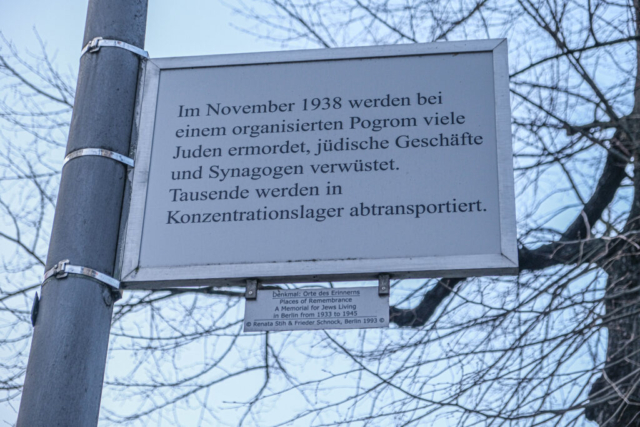 Im November 1938 werden bei
einem organisierten Pogrom viele
Juden ermordet, jüdische Geschäfte
und Synagogen verwüstet.
Tausende werden in
Konzentrationslager abtransportiert.
Denkmal: Orte des Erinnerns
Places of Remembrance
A Memorial for Jews Living
in Berlin from 1933 to 1945
© Renata Stih & Frieder Schnock, Berlin 1993 ©